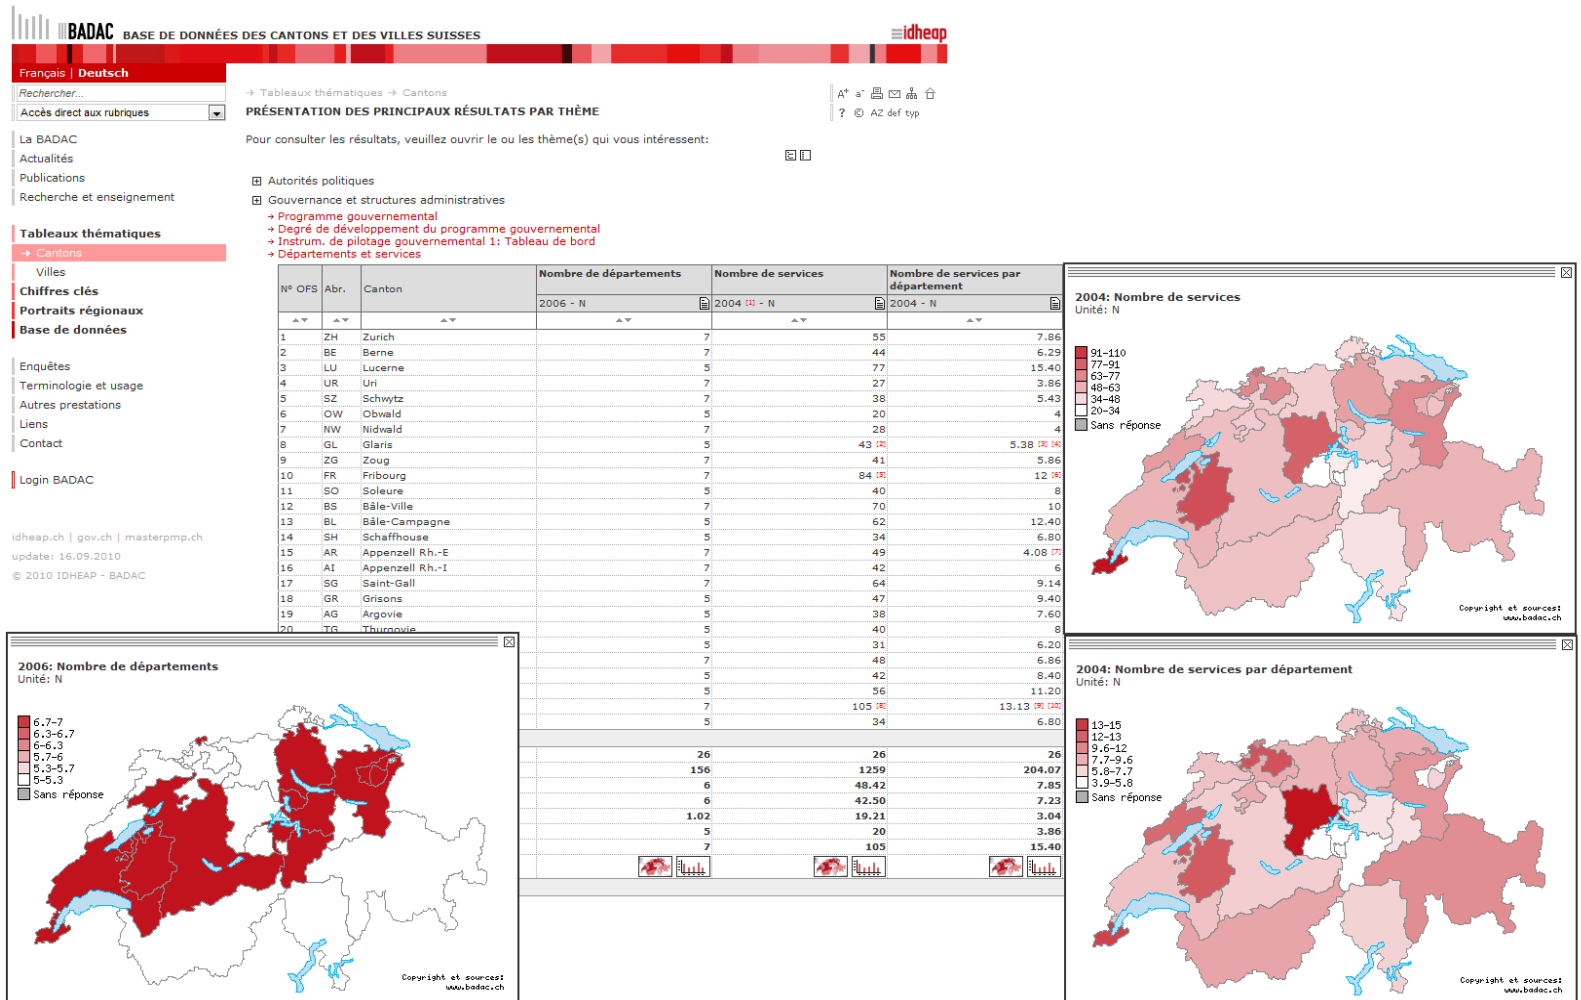 BADAC BASE DE DONNÉES DES CANTONS ET DES VILLES SUISSES
idheap
Français | Deutsch
Rechercher...
Accès direct aux rubriques
La BADAC
Actualités
Publications
Recherche et enseignement
Tableaux thématiques
→ Cantons
Villes
Chiffres clés
Portraits régionaux
Base de données
Enquêtes
Terminologie et usage
Autres prestations
Liens
Contact
Login BADAC
idheap.ch | gov.ch | masterpmp.ch
update: 16.09.2010
© 2010 IDHEAP - BADAC
→ Tableaux thématiques → Cantons
A+ a-
? © AZ def typ
PRÉSENTATION DES PRINCIPAUX RÉSULTATS PAR THÈME
Pour consulter les résultats, veuillez ouvrir le ou les thème(s) qui vous intéressent:
Autorités politiques
Gouvernance et structures administratives
→ Programme gouvernemental
→ Degré de développement du programme gouvernemental
→ Instrum. de pilotage gouvernemental 1: Tableau de bord
→ Départements et services
N° OFS Abr. Canton Nombre de départements Nombre de services Nombre de services par département
2006 - N 2004 [1] - N 2004 - N
1 ZH Zurich 7 55 7.86
2 BE Berne 7 44 6.29
3 LU Lucerne 5 77 15.40
4 UR Uri 7 27 3.86
5 SZ Schwytz 7 38 5.43
6 OW Obwald 5 20 4
7 NW Nidwald 7 28 4
8 GL Glaris 5 43 [2] 5.38 [3] [4]
9 ZG Zoug 7 41 5.86
10 FR Fribourg 7 84 [5] 12 [6]
11 SO Soleure 5 40 8
12 BS Bâle-Ville 7 70 10
13 BL Bâle-Campagne 5 62 12.40
14 SH Schaffhouse 5 34 6.80
15 AR Appenzell Rh.-E 7 49 4.08 [7]
16 AI Appenzell Rh.-I 7 42 6
17 SG Saint-Gall 7 64 9.14
18 GR Grisons 5 47 9.40
19 AG Argovie 5 38 7.60
20 TG Thurgovie 5 40 8
5 31 6.20
7 48 6.86
5 42 8.40
5 56 11.20
7 105 [8] 13.13 [9] [10]
5 34 6.80
26 26 26
156 1259 204.07
6 48.42 7.85
6 42.50 7.23
1.02 19.21 3.04
5 20 3.86
7 105 15.40
2004: Nombre de services
Unité: N
91-110
77-91
63-77
48-63
34-48
20-34
Sans réponse
Copyright et sources:
www.badac.ch
2006: Nombre de départements
Unité: N
6.7-7
6.3-6.7
6-6.3
5.7-6
5.3-5.7
5-5.3
Sans réponse
Copyright et sources:
www.badac.ch
2004: Nombre de services par département
Unité: N
13-15
12-13
9.6-12
7.7-9.6
5.8-7.7
3.9-5.8
Sans réponse
Copyright et sources:
www.badac.ch